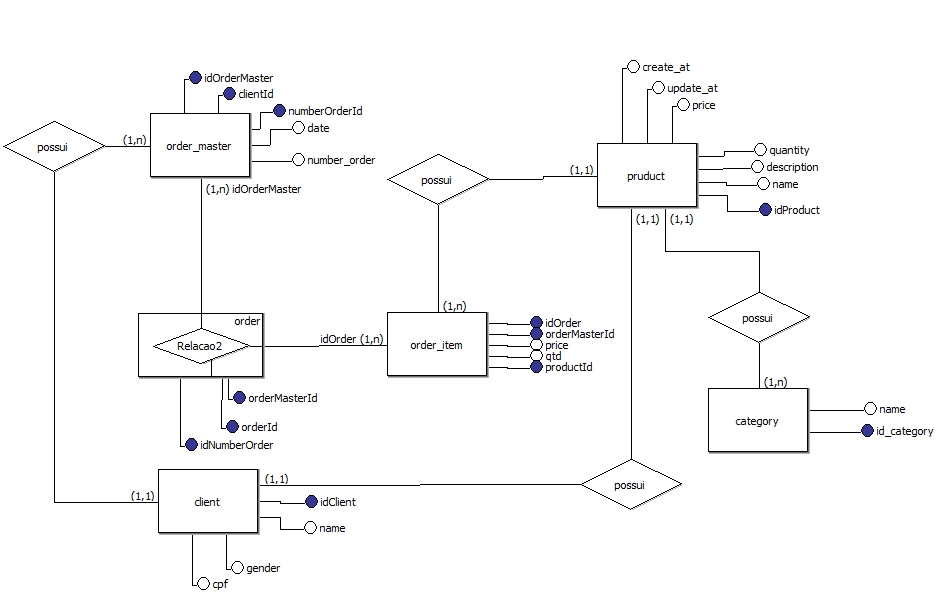 create_at
update_at
price
idOrderMaster
clientId
numberOrderId
date
number_order
order_master
possui
(1,n)
(1,n) idOrderMaster
possui
(1,1)
pruduct
quantity
description
name
idProduct
(1,1)
(1,1)
order
Relacao2
idOrder (1,n)
(1,n)
order_item
idOrder
orderMasterId
price
qtd
productId
possui
orderMasterId
orderId
idNumberOrder
(1,n)
category
name
id_category
(1,1)
client
(1,1)
idClient
name
gender
cpf
possui